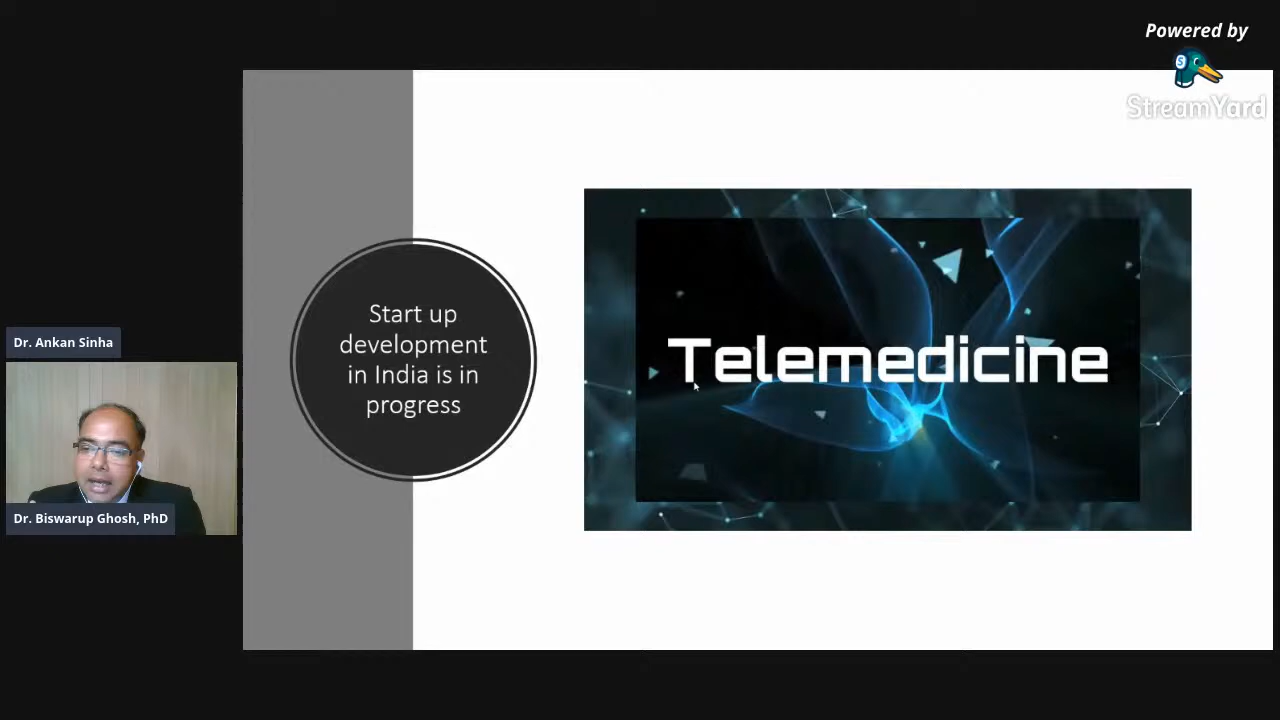 Powered by
S
StreamYard
Start up
development
in India is in
progress
Telemedicine
Dr. Ankan Sinha
Dr. Biswarup Ghosh, PhD